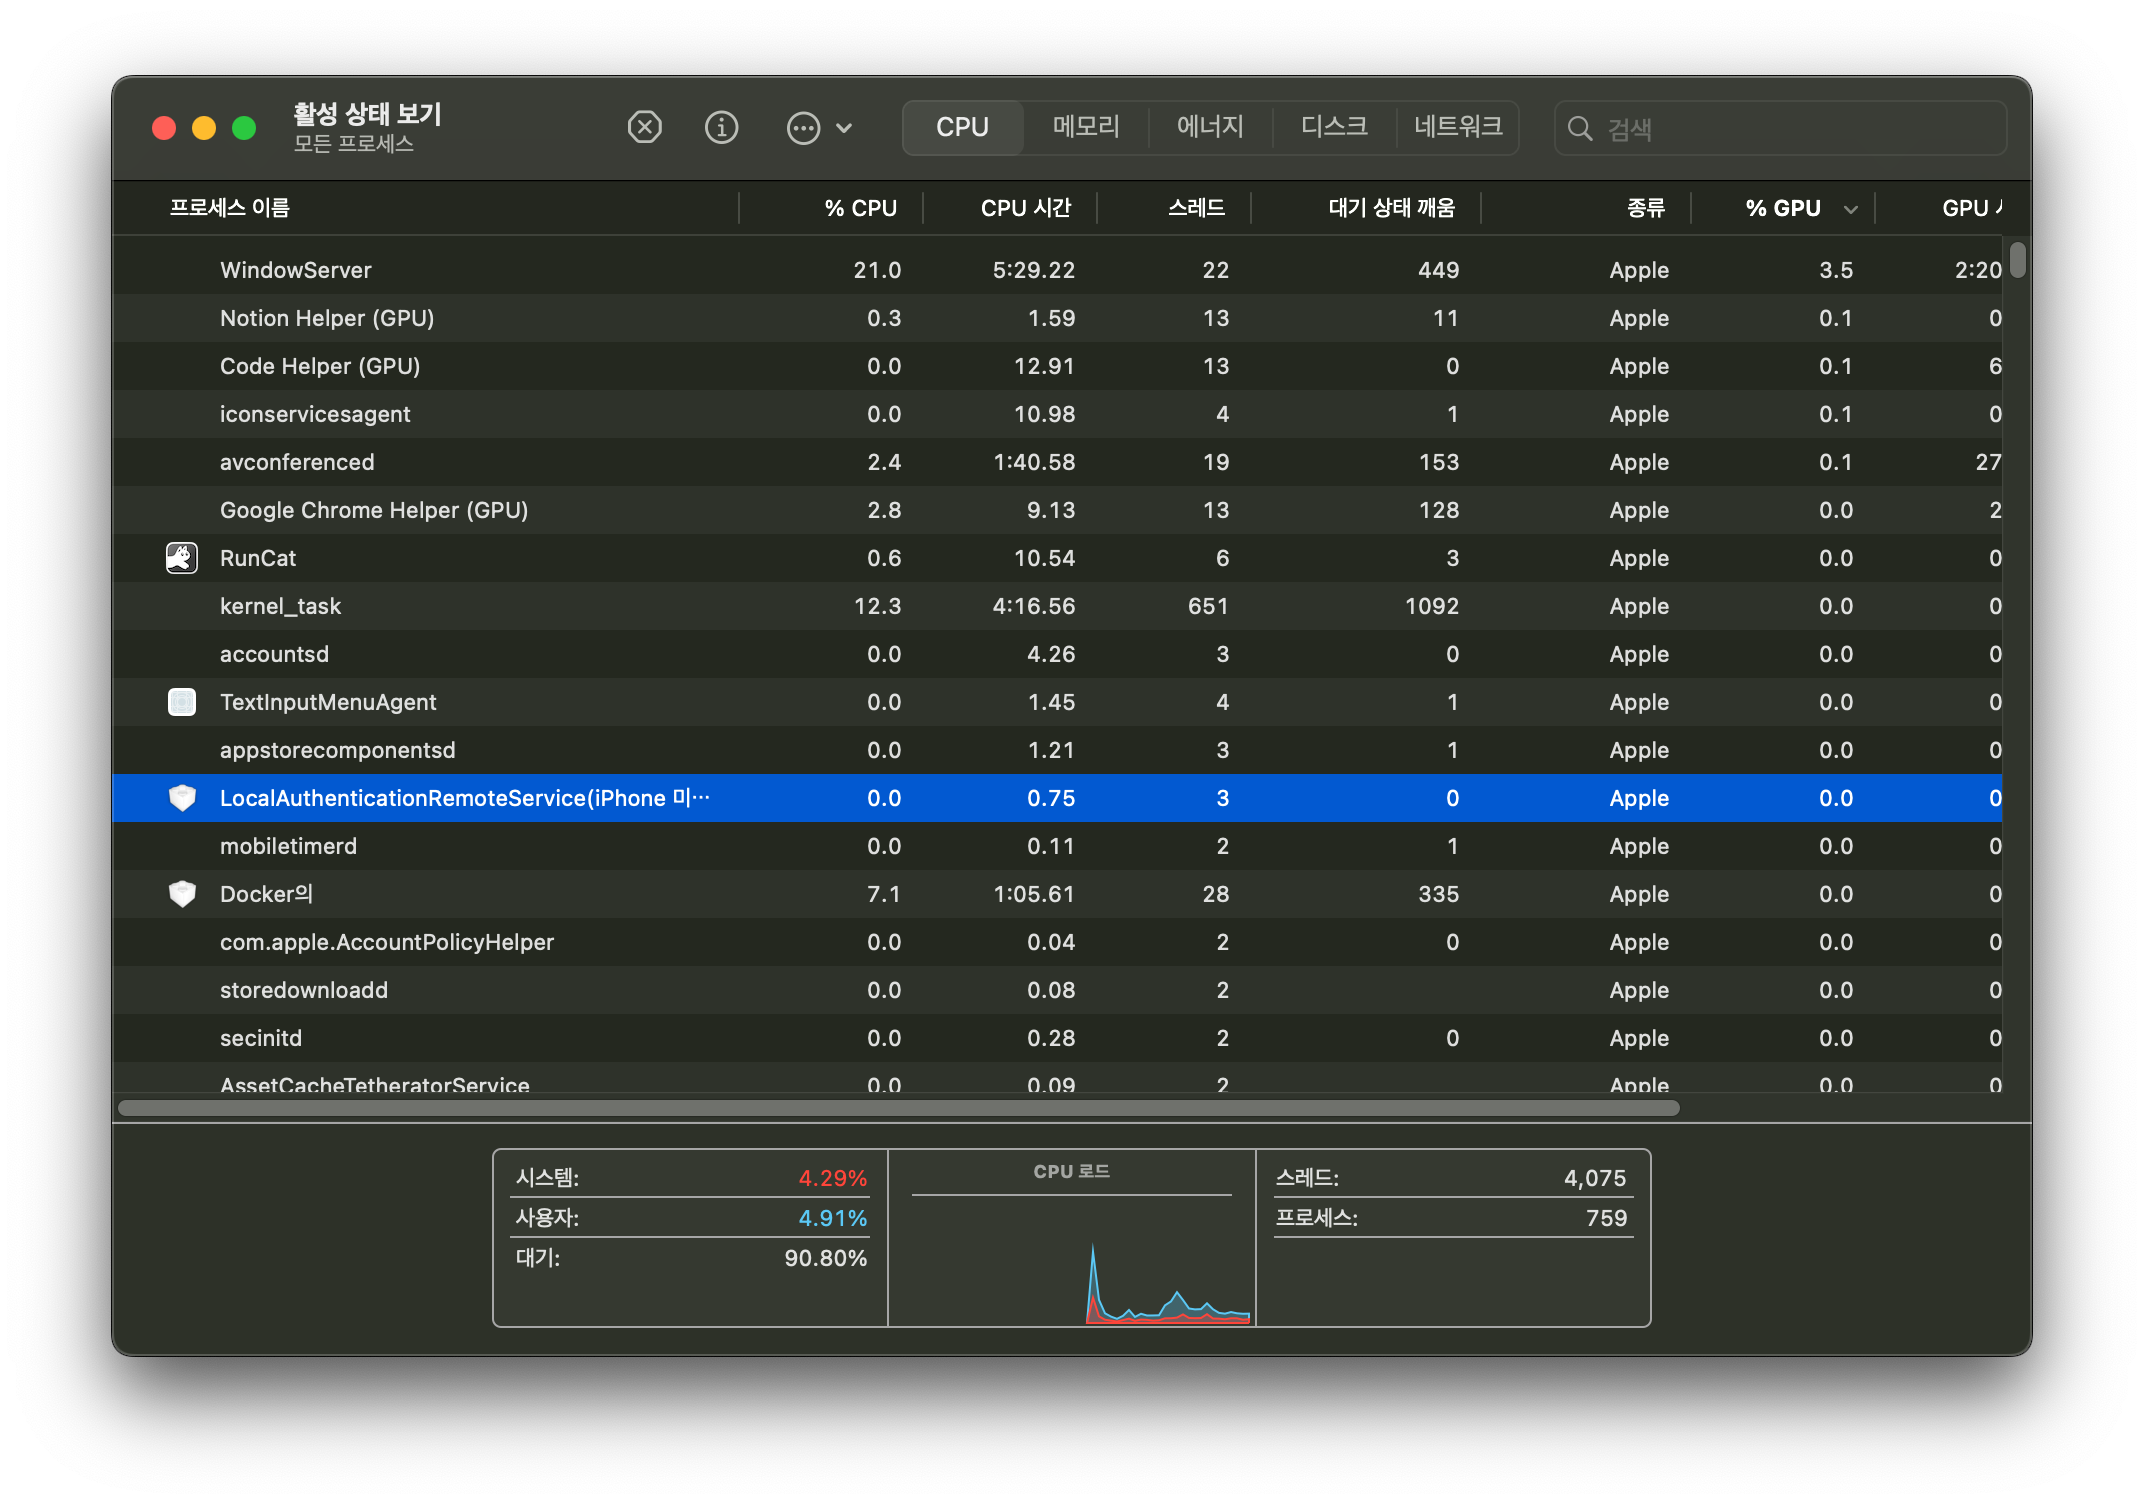 활성 상태 보기
모든 프로세스
CPU 메모리 에너지 디스크 네트워크 검색
프로세스 이름 % CPU CPU 시간 스레드 대기 상태 깨움 종류 % GPU GPU
WindowServer 21.0 5:29.22 22 449 Apple 3.5 2:20
Notion Helper (GPU) 0.3 1.59 13 11 Apple 0.1 0
Code Helper (GPU) 0.0 12.91 13 0 Apple 0.1 6
iconservicesagent 0.0 10.98 4 1 Apple 0.1 0
avconferenced 2.4 1:40.58 19 153 Apple 0.1 27
Google Chrome Helper (GPU) 2.8 9.13 13 128 Apple 0.0 2
RunCat 0.6 10.54 6 3 Apple 0.0 0
kernel_task 12.3 4:16.56 651 1092 Apple 0.0 0
accountsd 0.0 4.26 3 0 Apple 0.0 0
TextInputMenuAgent 0.0 1.45 4 1 Apple 0.0 0
appstorecomponentsd 0.0 1.21 3 1 Apple 0.0 0
LocalAuthenticationRemoteService(iPhone 미… 0.0 0.75 3 0 Apple 0.0 0
mobiletimerd 0.0 0.11 2 1 Apple 0.0 0
Docker의 7.1 1:05.61 28 335 Apple 0.0 0
com.apple.AccountPolicyHelper 0.0 0.04 2 0 Apple 0.0 0
storedownloadd 0.0 0.08 2 Apple 0.0 0
secinitd 0.0 0.28 2 0 Apple 0.0 0
AssetCacheTetheratorService 0.0 0.09 2 Apple 0.0 0
시스템: 4.29% CPU 로드 스레드: 4,075
사용자: 4.91% 프로세스: 759
대기: 90.80%